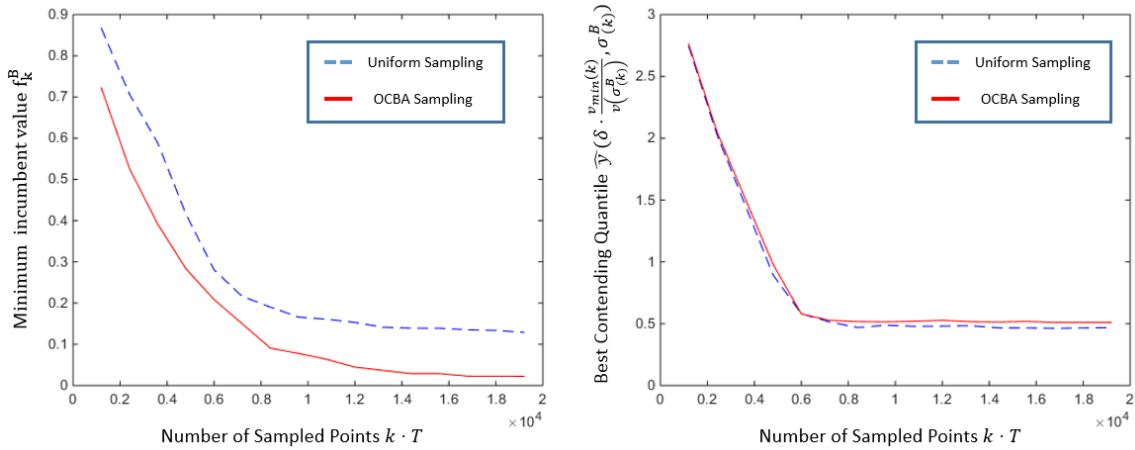 0.9
0.8
0.7
0.6
0.5
0.4
0.3
0.2
0.1
0
Minimum incumbent value f_k^B
Uniform Sampling
OCBA Sampling
0 0.2 0.4 0.6 0.8 1 1.2 1.4 1.6 1.8 2
×10^4
Number of Sampled Points k · T
3
2.5
2
1.5
1
0.5
0
Best Contending Quantile ŷ(δ · v_min(k)/v(σ_(k)^B), σ_(k)^B)
Uniform Sampling
OCBA Sampling
0 0.2 0.4 0.6 0.8 1 1.2 1.4 1.6 1.8 2
×10^4
Number of Sampled Points k · T